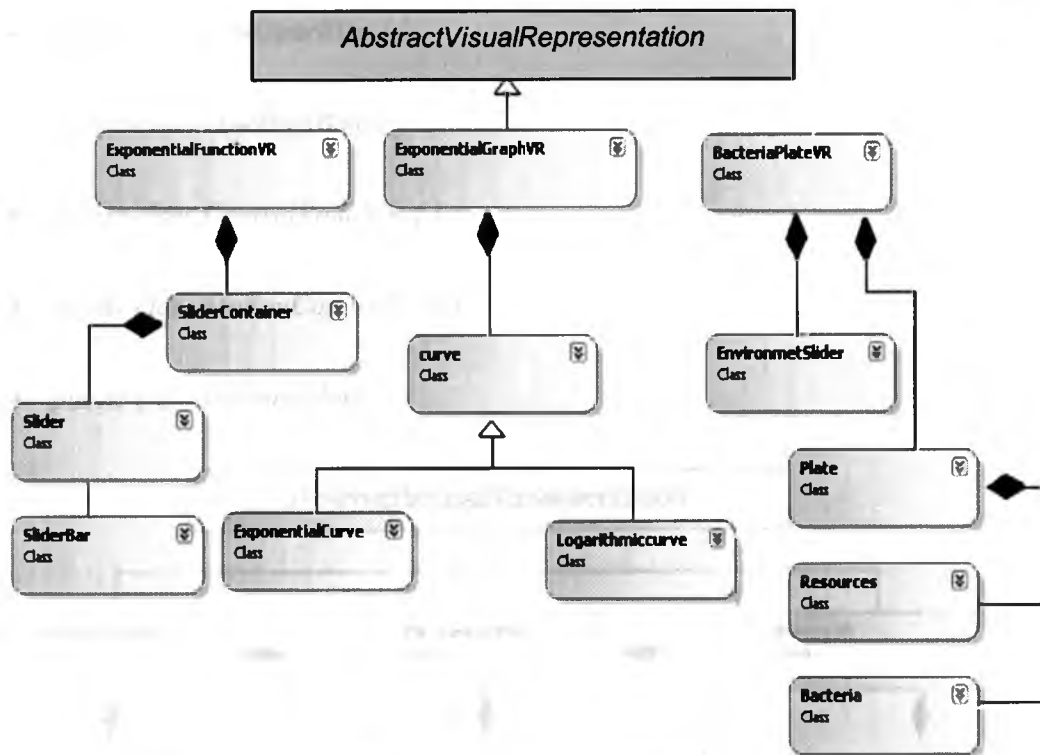 AbstractVisualRepresentation
ExponentialFunctionVR
Class
ExponentialGraphVR
Class
BacteriaPlateVR
Class
SliderContainer
Class
curve
Class
EnvironmetSlider
Class
Slider
Class
Plate
Class
SliderBar
Class
ExponentialCurve
Class
Logarithmiccurve
Class
Resources
Class
Bacteria
Class